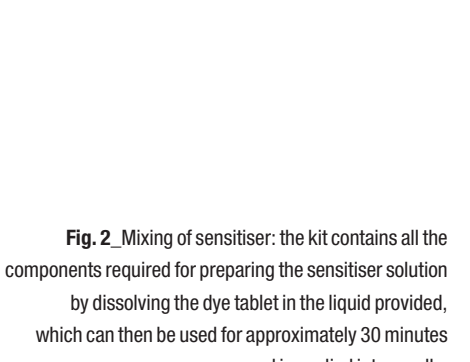 Fig. 2_Mixing of sensitiser: the kit contains all the
components required for preparing the sensitiser solution
by dissolving the dye tablet in the liquid provided,
which can then be used for approximately 30 minutes